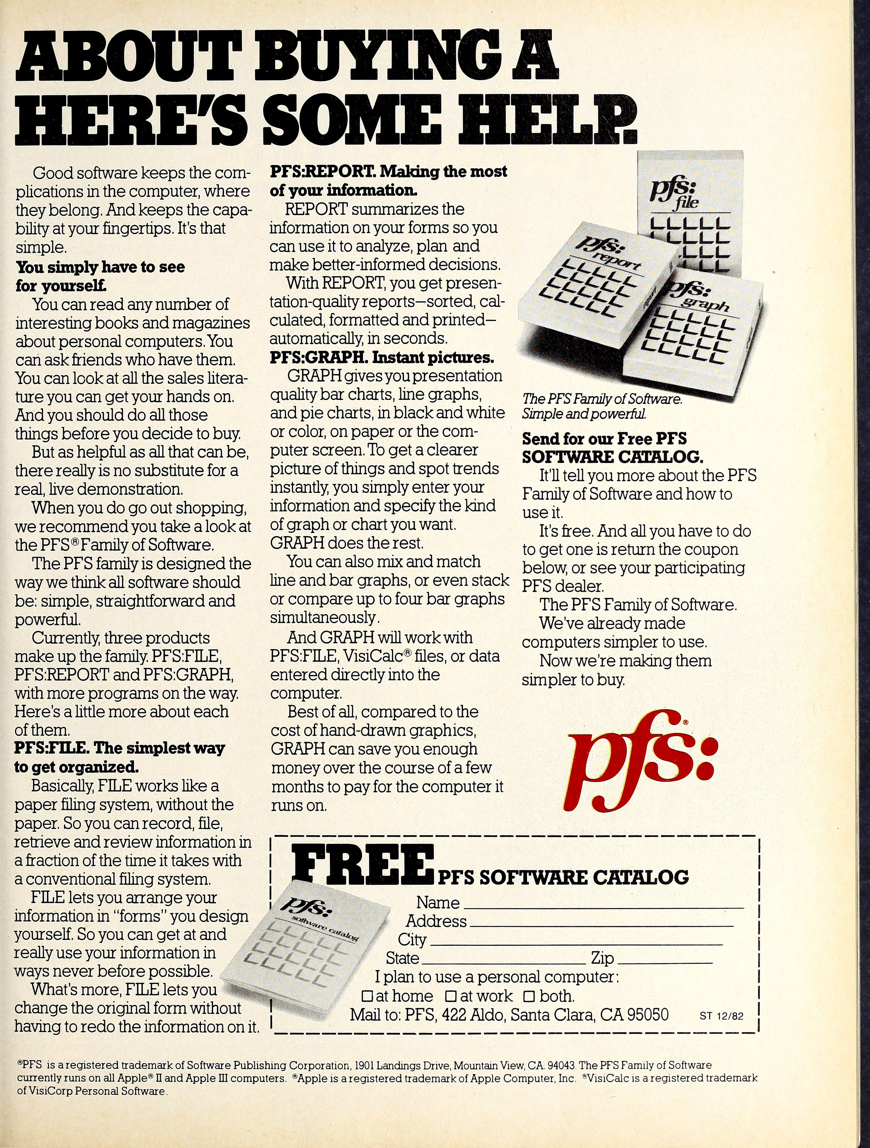 ABOUT BUYING A
HERE'S SOME HELP.
Good software keeps the com-
plications in the computer, where
they belong. And keeps the capa-
bility at your fingertips. It's that
simple.
You simply have to see
for yourself.
You can read any number of
interesting books and magazines
about personal computers. You
can ask friends who have them.
You can look at all the sales litera-
ture you can get your hands on.
And you should do all those
things before you decide to buy.
But as helpful as all that can be,
there really is no substitute for a
real, live demonstration.
When you do go out shopping,
we recommend you take a look at
the PFS® Family of Software.
The PFS family is designed the
way we think all software should
be: simple, straightforward and
powerful.
Currently, three products
make up the family. PFS:FILE,
PFS:REPORT and PFS:GRAPH,
with more programs on the way.
Here's a little more about each
of them.
PFS:FILE. The simplest way
to get organized.
Basically, FILE works like a
paper filing system, without the
paper. So you can record, file,
retrieve and review information in
a fraction of the time it takes with
a conventional filing system.
FILE lets you arrange your
information in "forms" you design
yourself. So you can get at and
really use your information in
ways never before possible.
What's more, FILE lets you
change the original form without
having to redo the information on it.
PFS:REPORT. Making the most
of your information.
REPORT summarizes the
information on your forms so you
can use it to analyze, plan and
make better-informed decisions.
With REPORT, you get presen-
tation-quality reports—sorted, cal-
culated, formatted and printed—
automatically, in seconds.
PFS:GRAPH. Instant pictures.
GRAPH gives you presentation
quality bar charts, line graphs,
and pie charts, in black and white
or color, on paper or the com-
puter screen. To get a clearer
picture of things and spot trends
instantly, you simply enter your
information and specify the kind
of graph or chart you want.
GRAPH does the rest.
You can also mix and match
line and bar graphs, or even stack
or compare up to four bar graphs
simultaneously.
And GRAPH will work with
PFS:FILE, VisiCalc® files, or data
entered directly into the
computer.
Best of all, compared to the
cost of hand-drawn graphics,
GRAPH can save you enough
money over the course of a few
months to pay for the computer it
runs on.
pfs:
file
pfs:
report
pfs:
graph
The PFS Family of Software.
Simple and powerful.
Send for our Free PFS
SOFTWARE CATALOG.
It'll tell you more about the PFS
Family of Software and how to
use it.
It's free. And all you have to do
to get one is return the coupon
below, or see your participating
PFS dealer.
The PFS Family of Software.
We've already made
computers simpler to use.
Now we're making them
simpler to buy.
pfs:®
FREE PFS SOFTWARE CATALOG
pfs:
software catalog
Name
Address
City
State Zip
I plan to use a personal computer:
☐ at home ☐ at work ☐ both.
Mail to: PFS, 422 Aldo, Santa Clara, CA 95050 ST 12/82
®PFS is a registered trademark of Software Publishing Corporation, 1901 Landings Drive, Mountain View, CA. 94043. The PFS Family of Software
currently runs on all Apple® II and Apple III computers. ®Apple is a registered trademark of Apple Computer, Inc. ®VisiCalc is a registered trademark
of VisiCorp Personal Software.